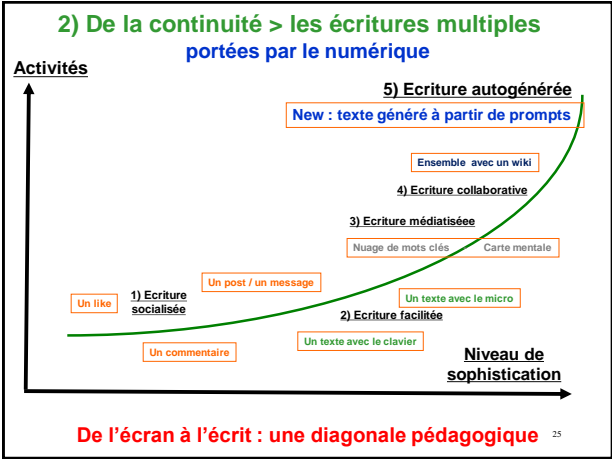 2) De la continuité > les écritures multiples
portées par le numérique
Activités
5) Ecriture autogénérée
New : texte généré à partir de prompts
Ensemble avec un wiki
4) Ecriture collaborative
3) Ecriture médiatiséee
Nuage de mots clés
Carte mentale
Un post / un message
Un like
1) Ecriture
socialisée
Un texte avec le micro
2) Ecriture facilitée
Un texte avec le clavier
Un commentaire
Niveau de
sophistication
De l’écran à l’écrit : une diagonale pédagogique
25